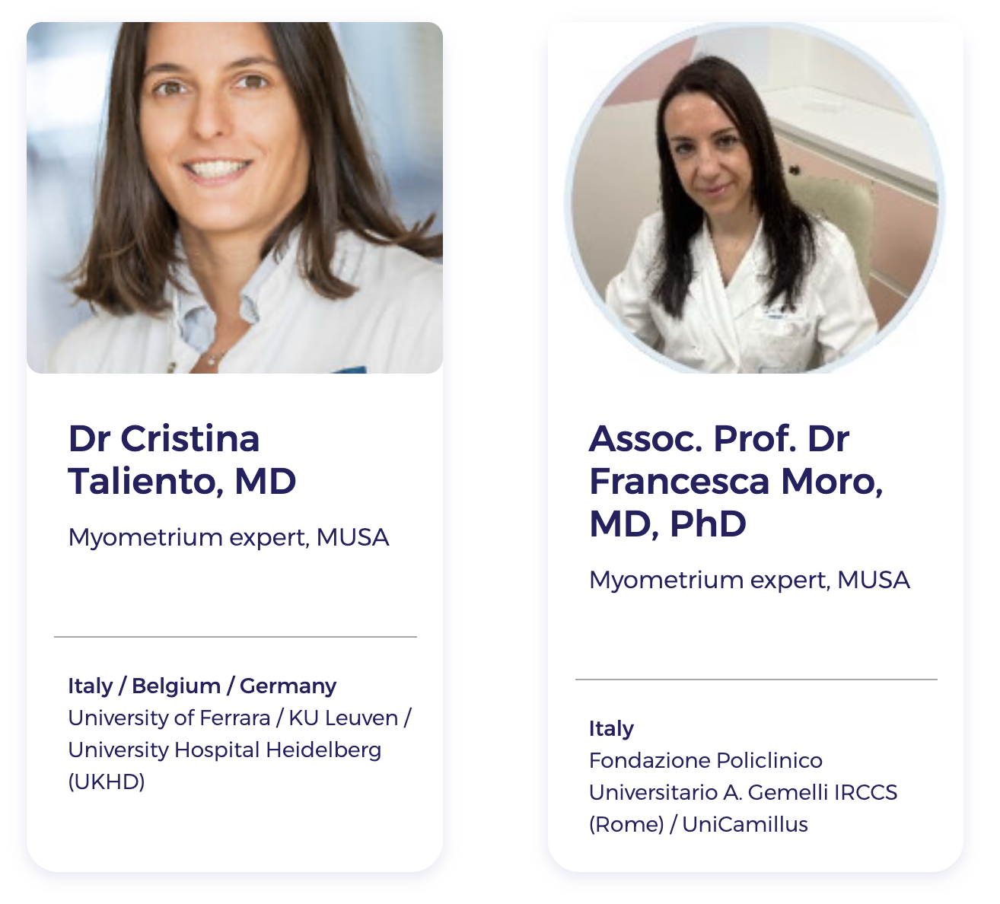 Dr Cristina
Taliento, MD
Myometrium expert, MUSA
Italy / Belgium / Germany
University of Ferrara / KU Leuven /
University Hospital Heidelberg
(UKHD)
Assoc. Prof. Dr
Francesca Moro,
MD, PhD
Myometrium expert, MUSA
Italy
Fondazione Policlinico
Universitario A. Gemelli IRCCS
(Rome) / UniCamillus